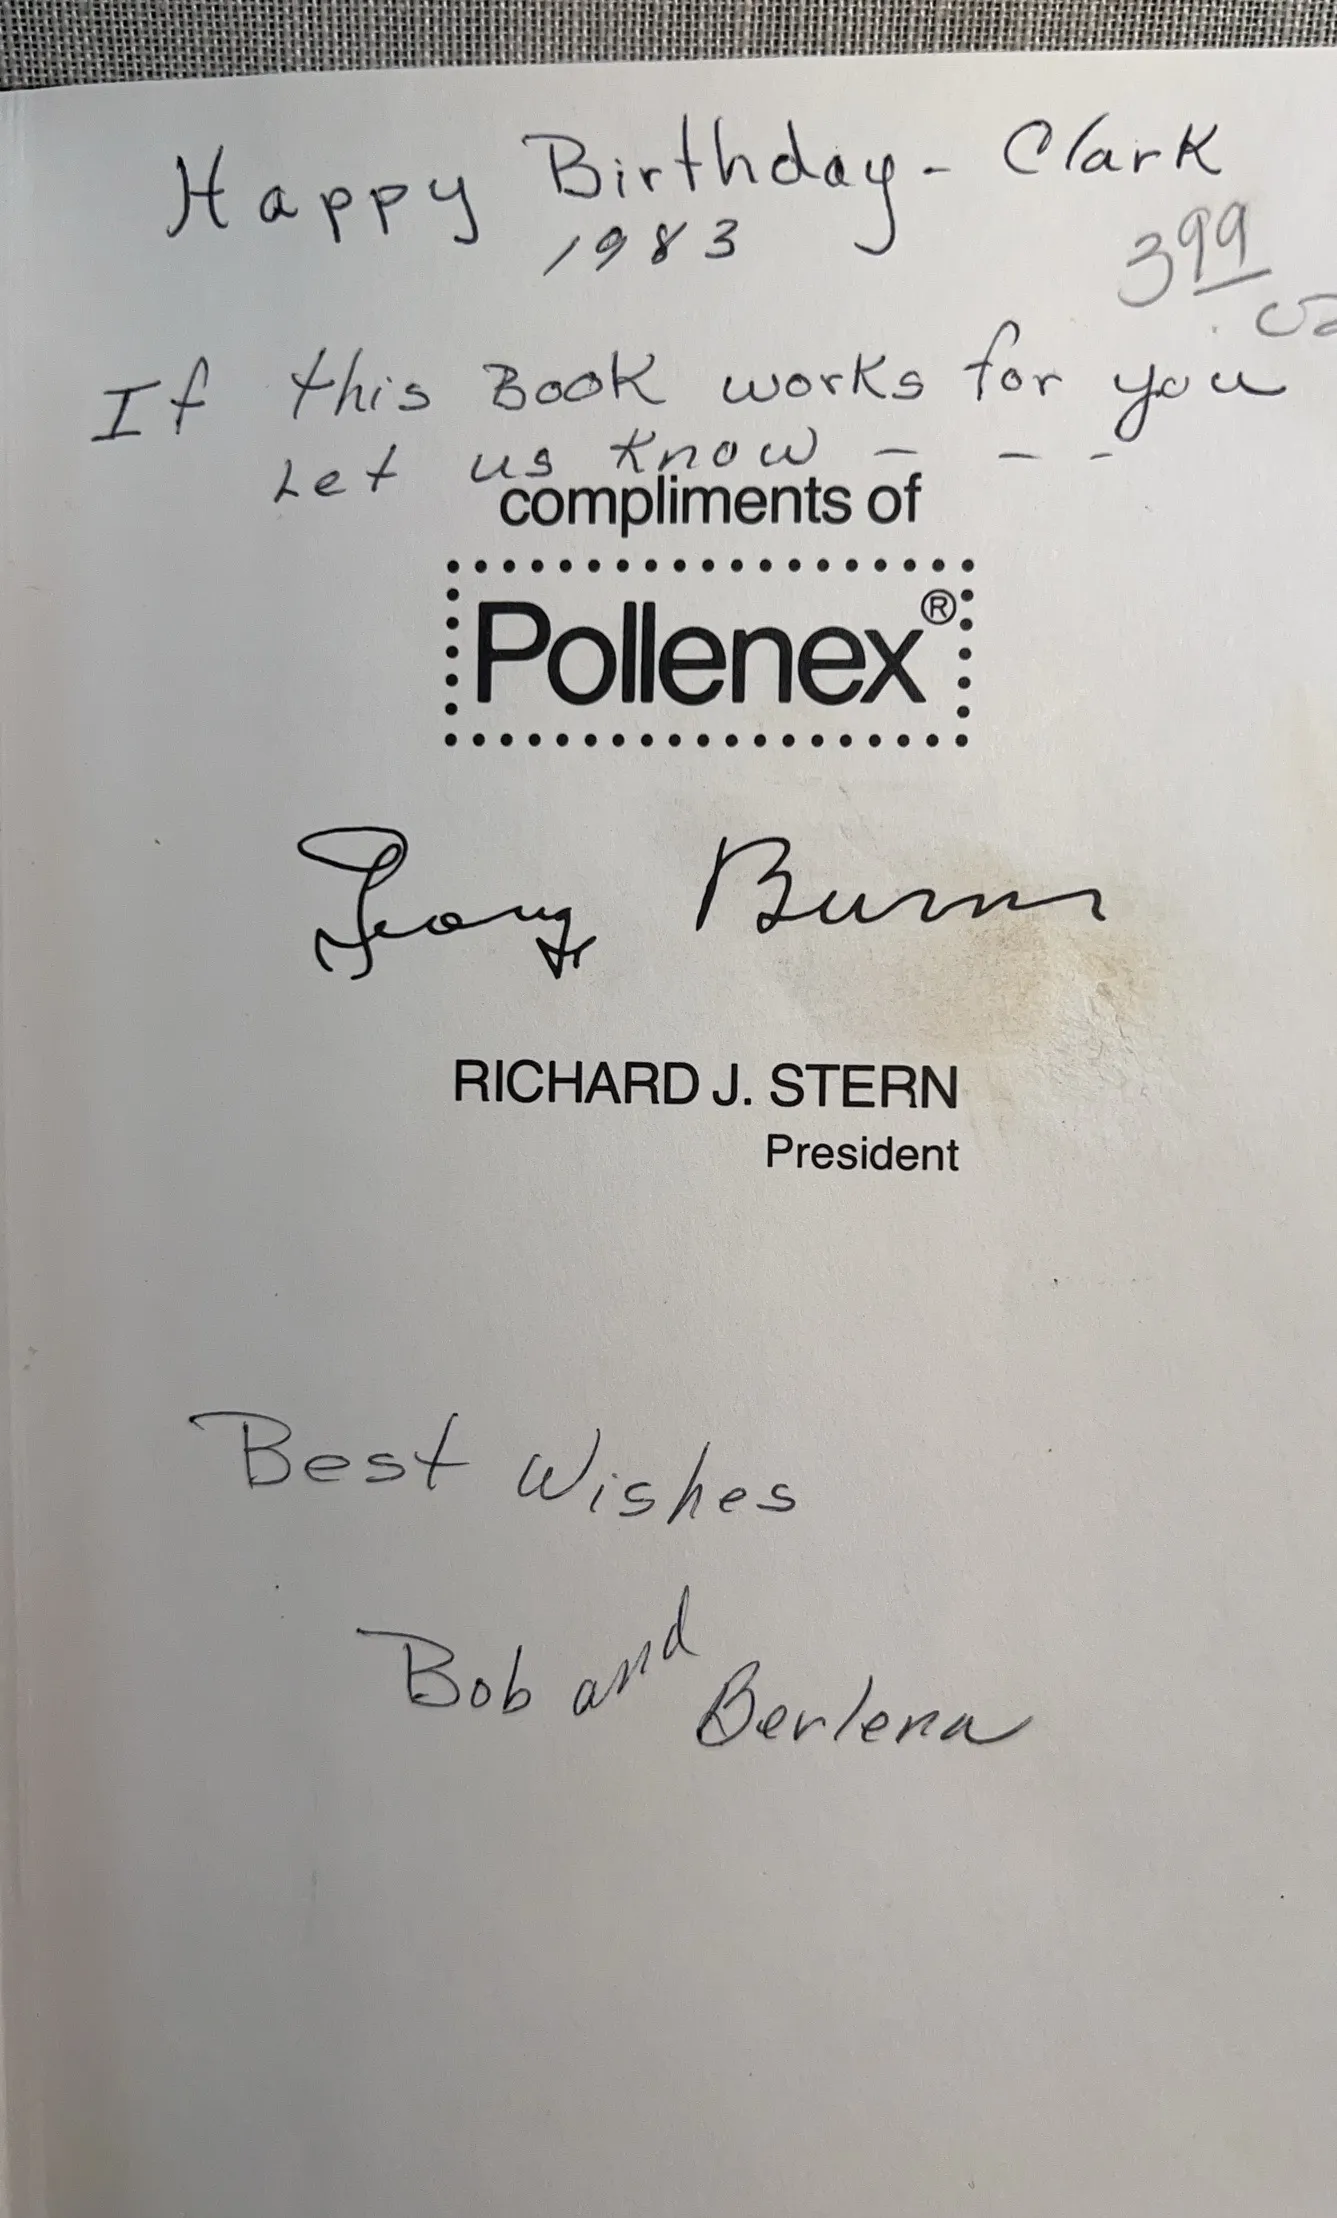 Happy Birthday - Clark
1983
3 99
If this Book works for you
Let us know - - -
compliments of
Pollenex®
George Burns
RICHARD J. STERN
President
Best Wishes
Bob and
Berlena